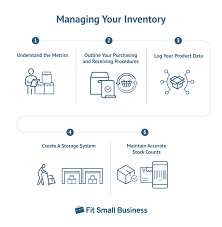 Managing Your Inventory
1
2
3
Understand the Metrics
Outline Your Purchasing
and Receiving Procedures
Log Your Product Data
4
5
Create A Storage System
Maintain Accurate
Stock Counts
Fit Small Business